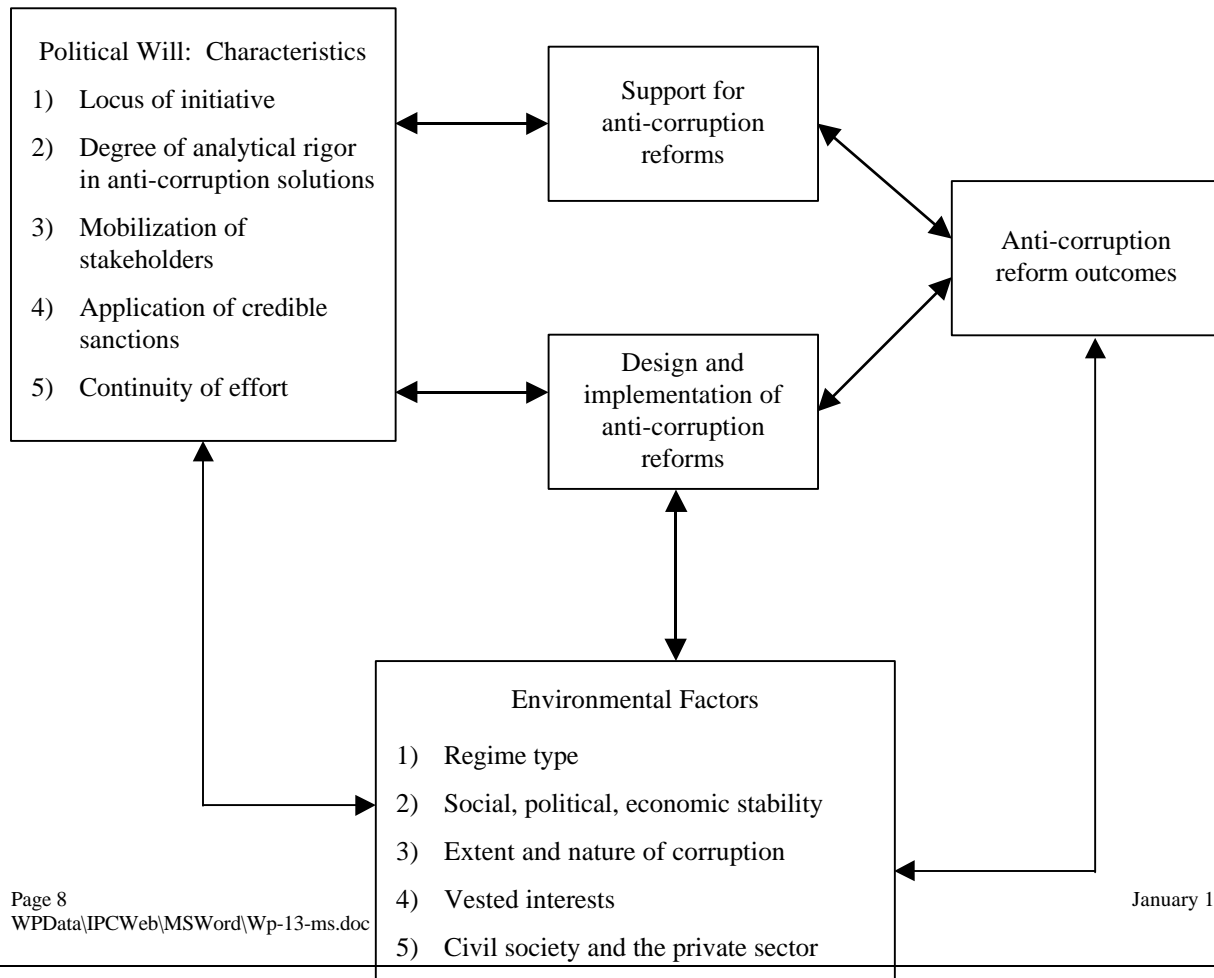 Political Will: Characteristics
1) Locus of initiative
2) Degree of analytical rigor
in anti-corruption solutions
3) Mobilization of
stakeholders
4) Application of credible
sanctions
5) Continuity of effort
Support for
anti-corruption
reforms
Anti-corruption
reform outcomes
Design and
implementation of
anti-corruption
reforms
Environmental Factors
1) Regime type
2) Social, political, economic stability
3) Extent and nature of corruption
4) Vested interests
5) Civil society and the private sector
Page 8
WPData\IPCWeb\MSWord\Wp-13-ms.doc
January 1